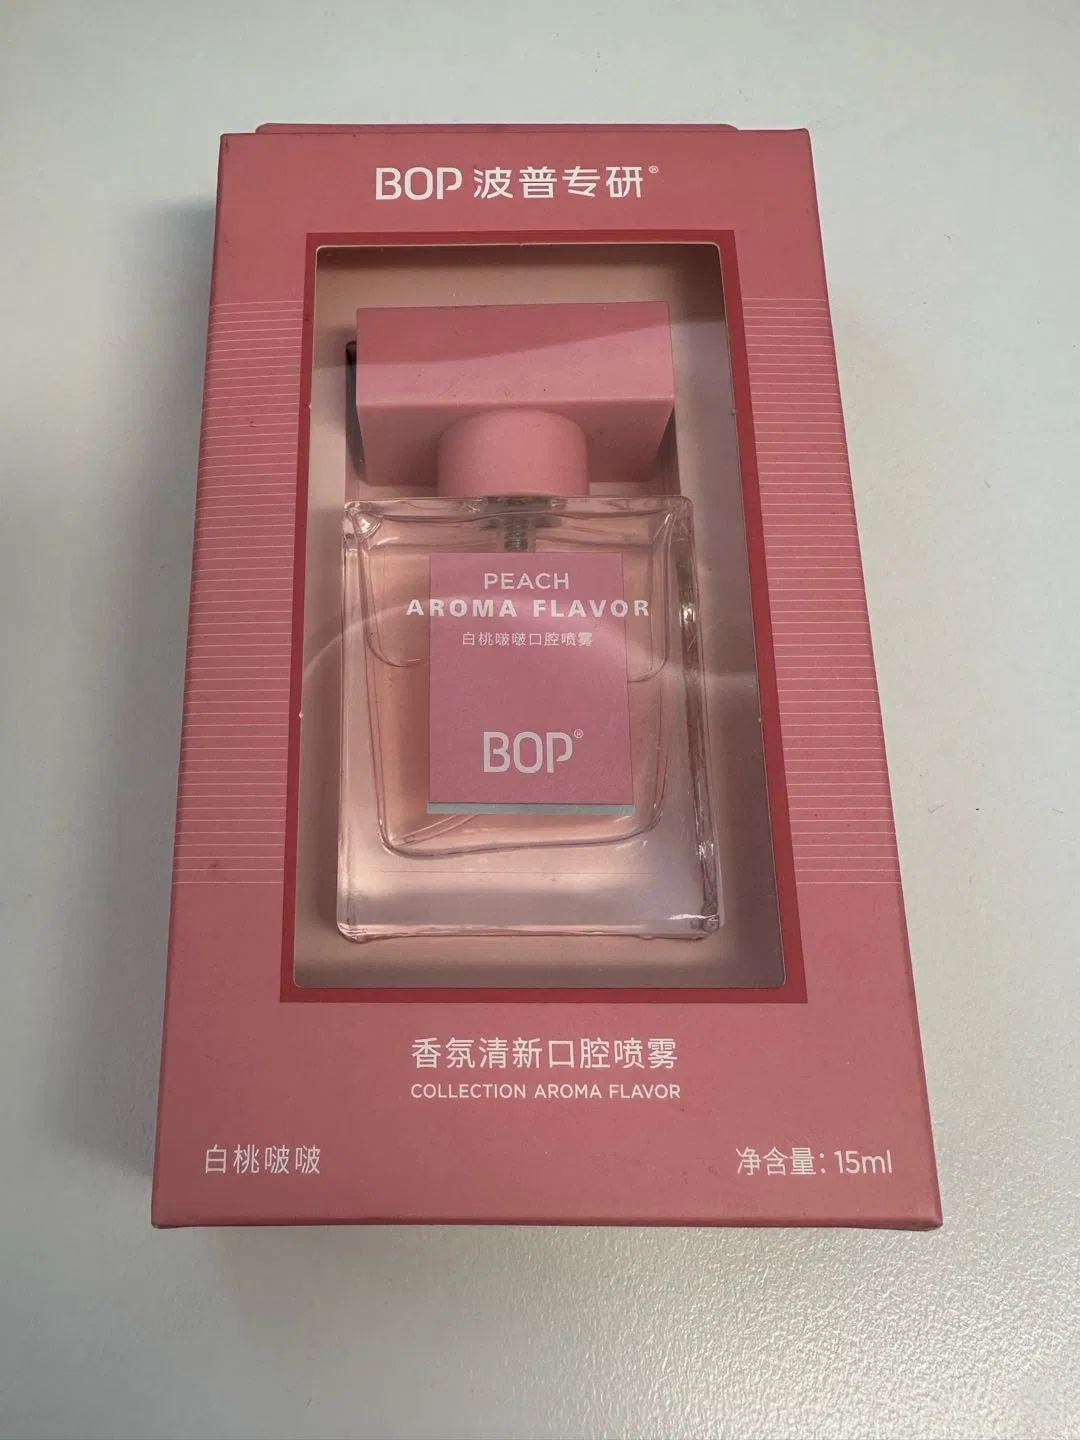 BOP 波普专研®
PEACH
AROMA FLAVOR
白桃啵啵口腔喷雾
BOP®
香氛清新口腔喷雾
COLLECTION AROMA FLAVOR
白桃啵啵
净含量：15ml